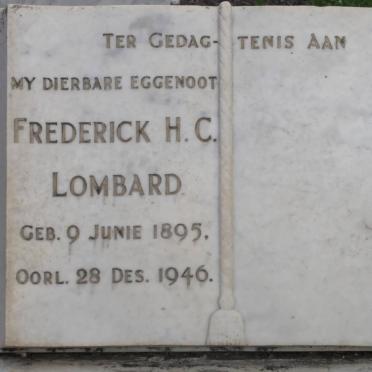 TER GEDAG- TENIS AAN
MY DIERBARE EGGENOOT
FREDERICK H. C.
LOMBARD
GEB. 9 JUNIE 1895.
OORL. 28 DES. 1946.